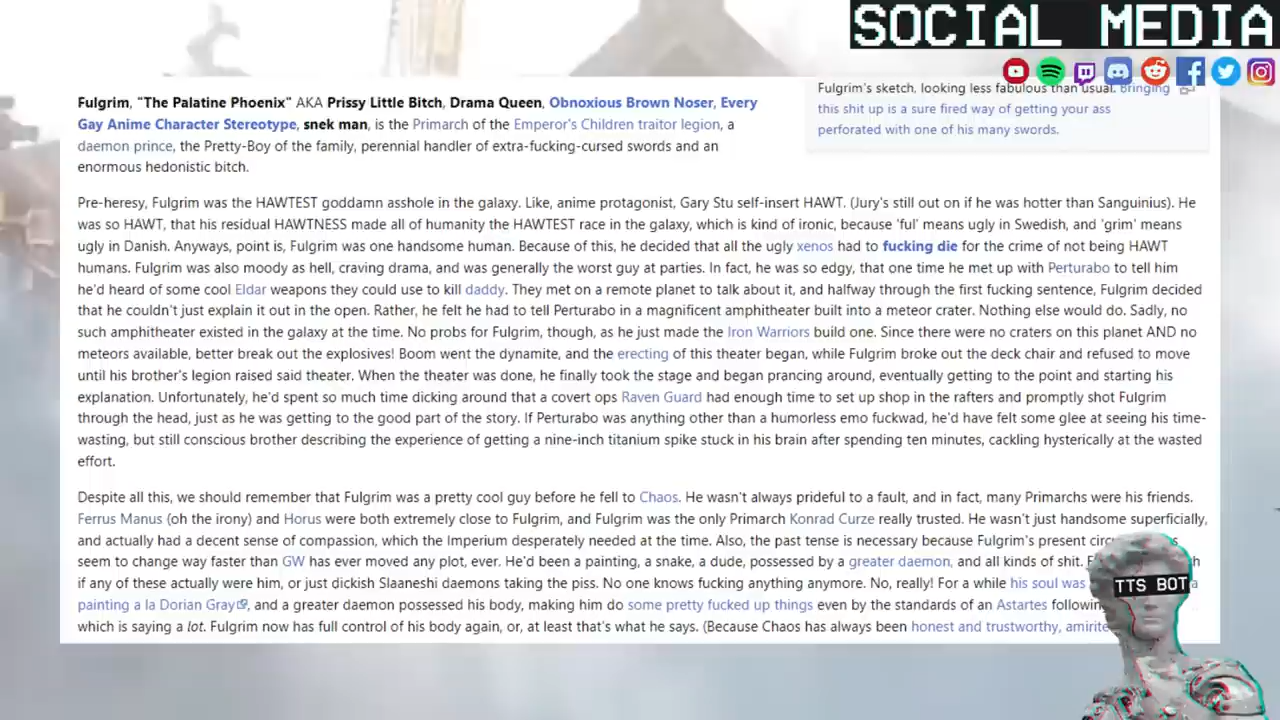 SOCIAL MEDIA
Fulgrim's sketch, looking less fabulous than usual. Bringing
this shit up is a sure fired way of getting your ass
perforated with one of his many swords.
Fulgrim, "The Palatine Phoenix" AKA Prissy Little Bitch, Drama Queen, Obnoxious Brown Noser, Every
Gay Anime Character Stereotype, snek man, is the Primarch of the Emperor's Children traitor legion, a
daemon prince, the Pretty-Boy of the family, perennial handler of extra-fucking-cursed swords and an
enormous hedonistic bitch.
Pre-heresy, Fulgrim was the HAWTEST goddamn asshole in the galaxy. Like, anime protagonist, Gary Stu self-insert HAWT. (Jury's still out on if he was hotter than Sanguinius). He
was so HAWT, that his residual HAWTNESS made all of humanity the HAWTEST race in the galaxy, which is kind of ironic, because 'ful' means ugly in Swedish, and 'grim' means
ugly in Danish. Anyways, point is, Fulgrim was one handsome human. Because of this, he decided that all the ugly xenos had to fucking die for the crime of not being HAWT
humans. Fulgrim was also moody as hell, craving drama, and was generally the worst guy at parties. In fact, he was so edgy, that one time he met up with Perturabo to tell him
he'd heard of some cool Eldar weapons they could use to kill daddy. They met on a remote planet to talk about it, and halfway through the first fucking sentence, Fulgrim decided
that he couldn't just explain it out in the open. Rather, he felt he had to tell Perturabo in a magnificent amphitheater built into a meteor crater. Nothing else would do. Sadly, no
such amphitheater existed in the galaxy at the time. No probs for Fulgrim, though, as he just made the Iron Warriors build one. Since there were no craters on this planet AND no
meteors available, better break out the explosives! Boom went the dynamite, and the erecting of this theater began, while Fulgrim broke out the deck chair and refused to move
until his brother's legion raised said theater. When the theater was done, he finally took the stage and began prancing around, eventually getting to the point and starting his
explanation. Unfortunately, he'd spent so much time dicking around that a covert ops Raven Guard had enough time to set up shop in the rafters and promptly shot Fulgrim
through the head, just as he was getting to the good part of the story. If Perturabo was anything other than a humorless emo fuckwad, he'd have felt some glee at seeing his time-
wasting, but still conscious brother describing the experience of getting a nine-inch titanium spike stuck in his brain after spending ten minutes, cackling hysterically at the wasted
effort.
Despite all this, we should remember that Fulgrim was a pretty cool guy before he fell to Chaos. He wasn't always prideful to a fault, and in fact, many Primarchs were his friends.
Ferrus Manus (oh the irony) and Horus were both extremely close to Fulgrim, and Fulgrim was the only Primarch Konrad Curze really trusted. He wasn't just handsome superficially,
and actually had a decent sense of compassion, which the Imperium desperately needed at the time. Also, the past tense is necessary because Fulgrim's present
seem to change way faster than GW has ever moved any plot, ever. He'd been a painting, a snake, a dude, possessed by a greater daemon, and all kinds of shit.
if any of these actually were him, or just dickish Slaaneshi daemons taking the piss. No one knows fucking anything anymore. No, really! For a while his soul was
painting a la Dorian Gray, and a greater daemon possessed his body, making him do some pretty fucked up things even by the standards of an Astartes
which is saying a lot. Fulgrim now has full control of his body again, or, at least that's what he says. (Because Chaos has always been honest and trustworthy, amirite
TTS BOT